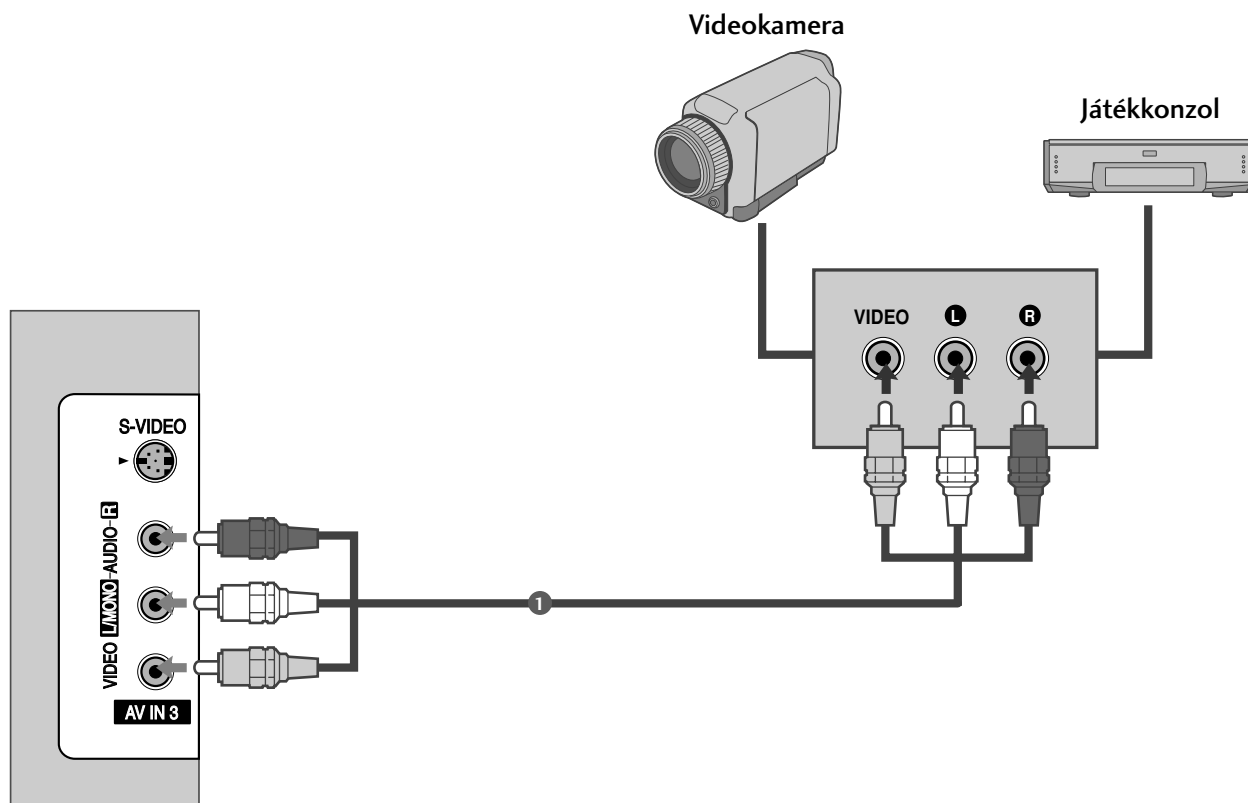 Videokamera
Játékkonzol
VIDEO L R
S-VIDEO
VIDEO L/MONO-AUDIO-R
1
AV IN 3